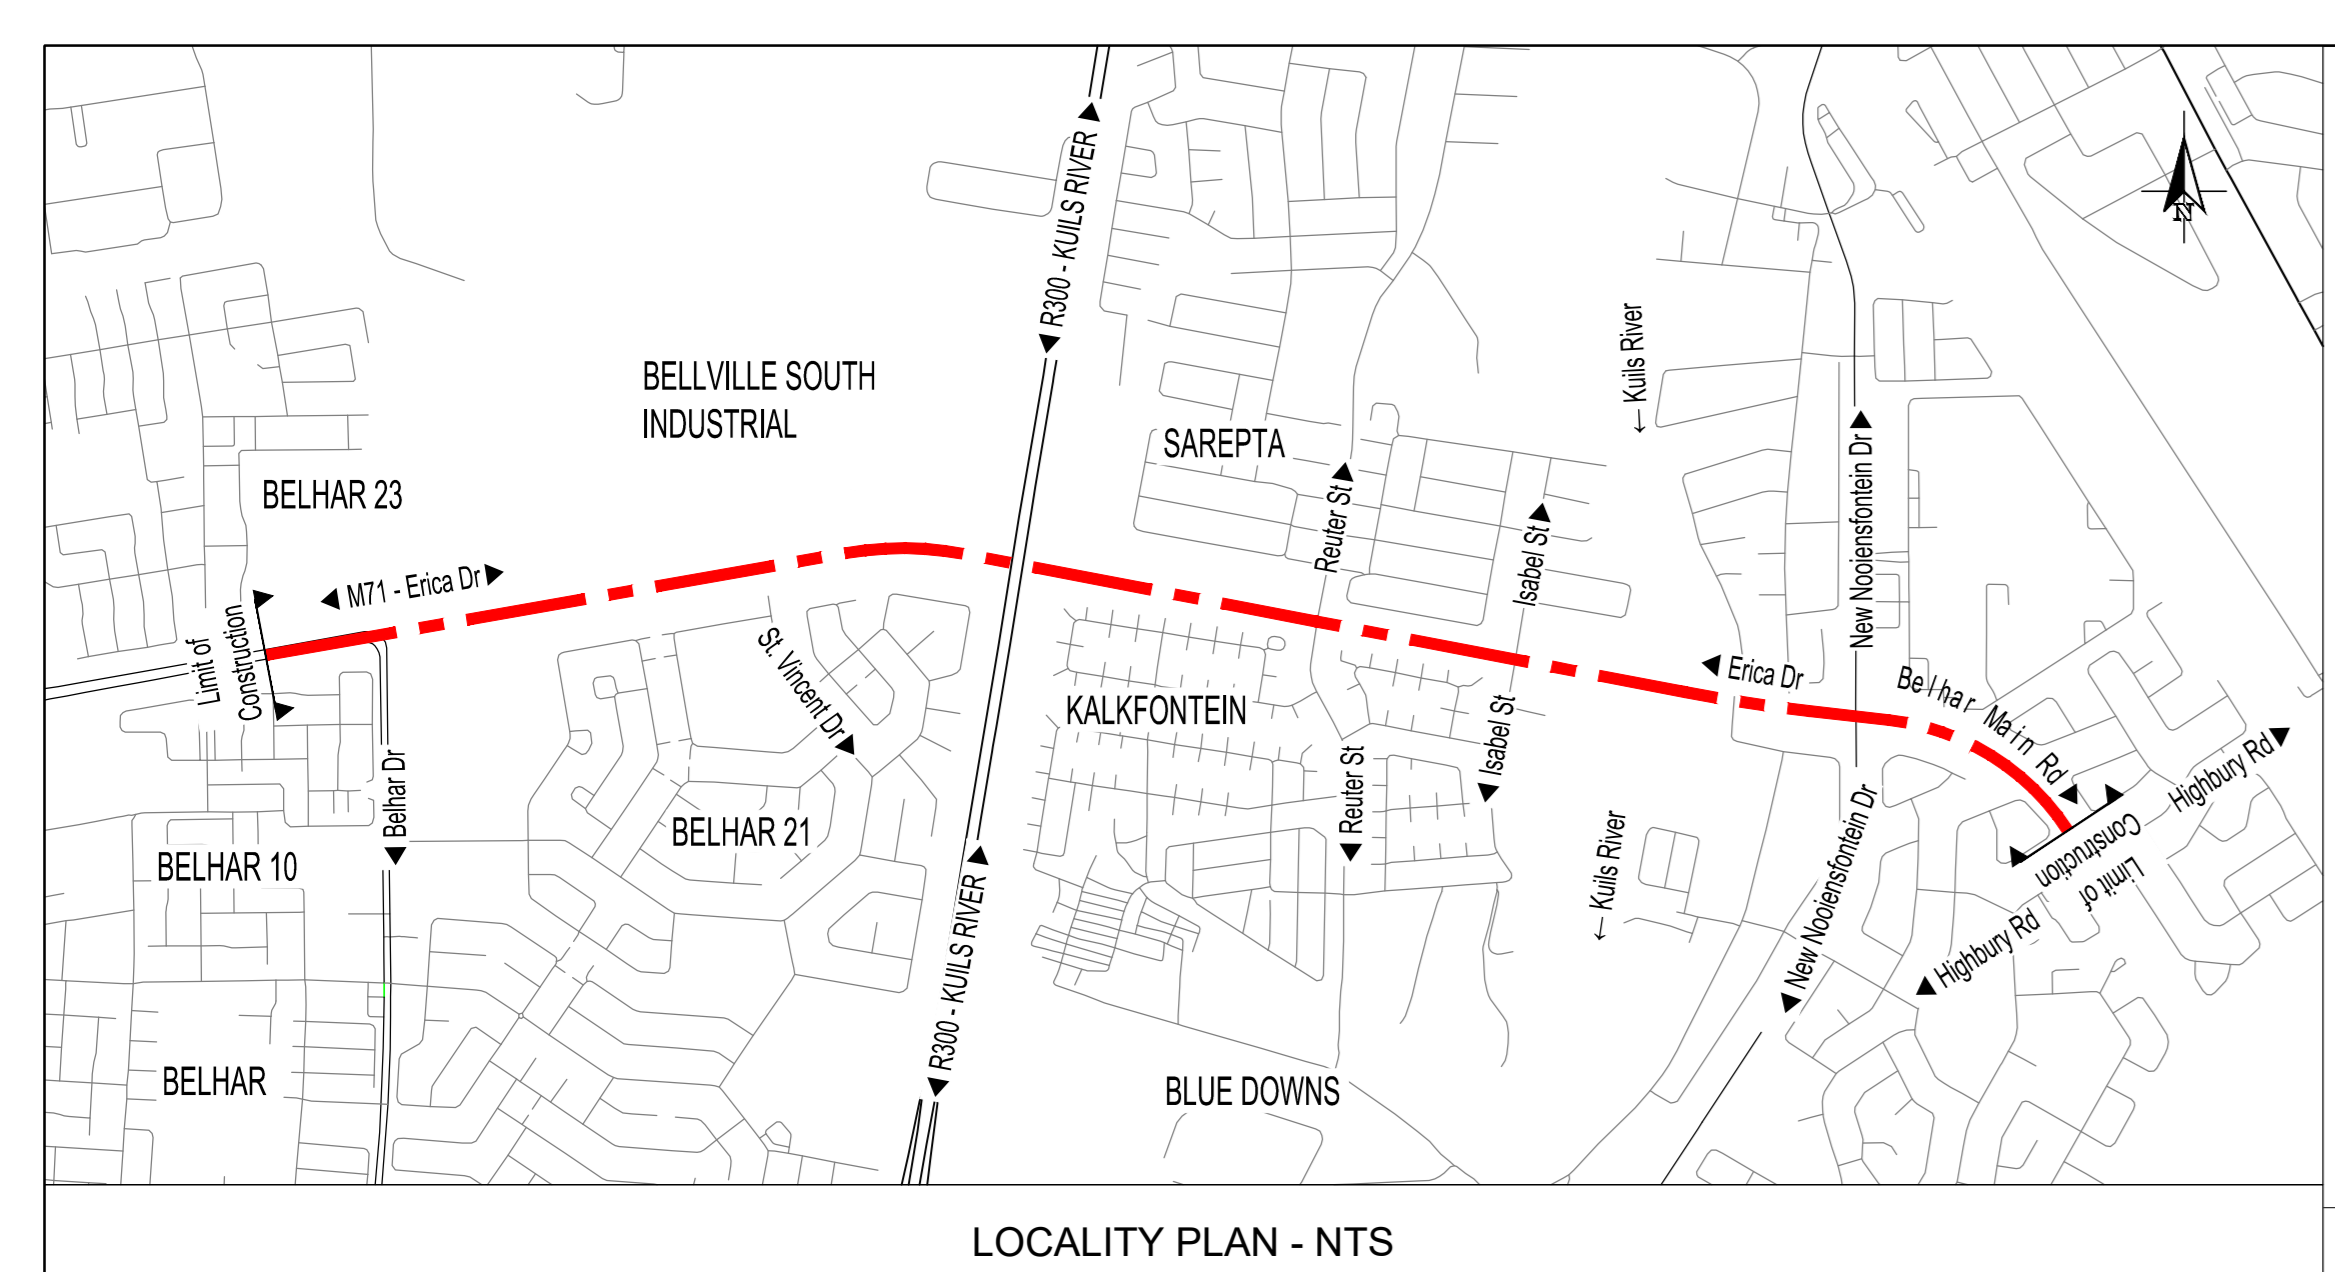 R300 - KUILS RIVER
N
BELLVILLE SOUTH
INDUSTRIAL
← Kuils River
SAREPTA
BELHAR 23
Reuter St
Isabel St
New Nooiensfontein Dr
M71 - Erica Dr
Limit of
Construction
St. Vincent Dr
KALKFONTEIN
Erica Dr
Belhar Main Rd
Isabel St
Highbury Rd
Belhar Dr
Reuter St
BELHAR 21
BELHAR 10
← Kuils River
New Nooiensfontein Dr
Limit of
Construction
Highbury Rd
R300 - KUILS RIVER
BELHAR
BLUE DOWNS
LOCALITY PLAN - NTS